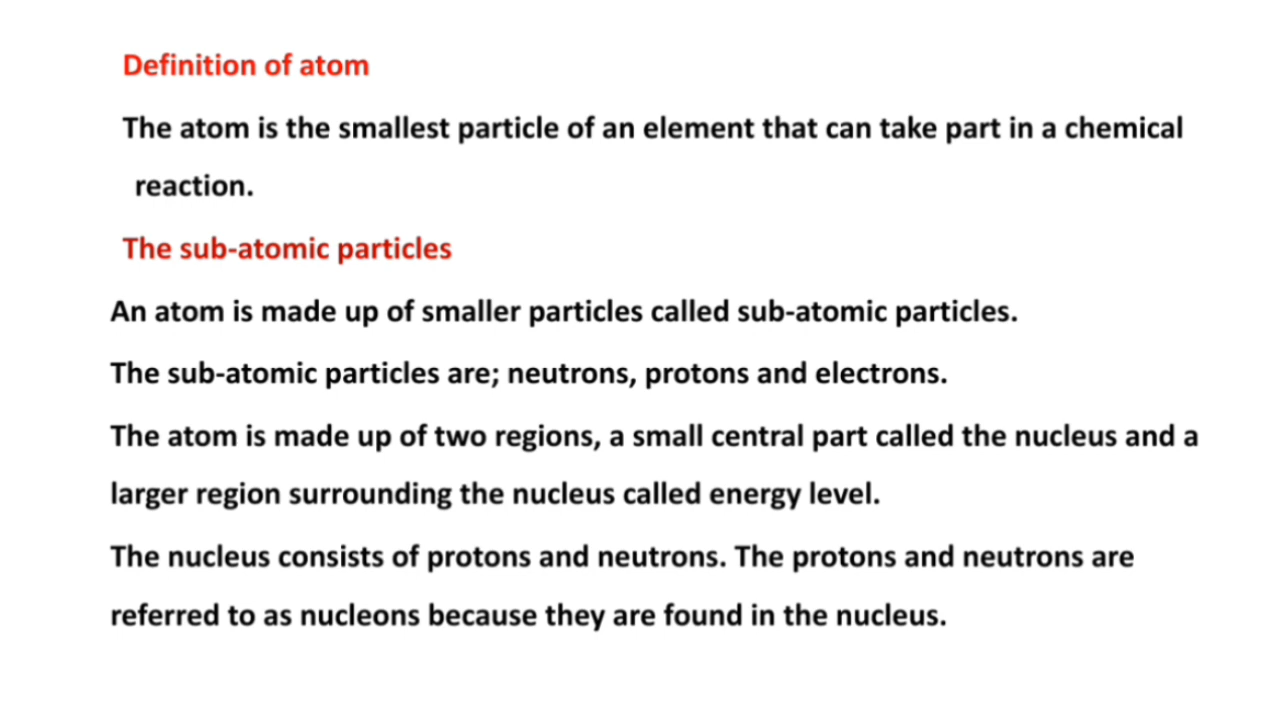 Definition of atom
The atom is the smallest particle of an element that can take part in a chemical
reaction.
The sub-atomic particles
An atom is made up of smaller particles called sub-atomic particles.
The sub-atomic particles are; neutrons, protons and electrons.
The atom is made up of two regions, a small central part called the nucleus and a
larger region surrounding the nucleus called energy level.
The nucleus consists of protons and neutrons. The protons and neutrons are
referred to as nucleons because they are found in the nucleus.